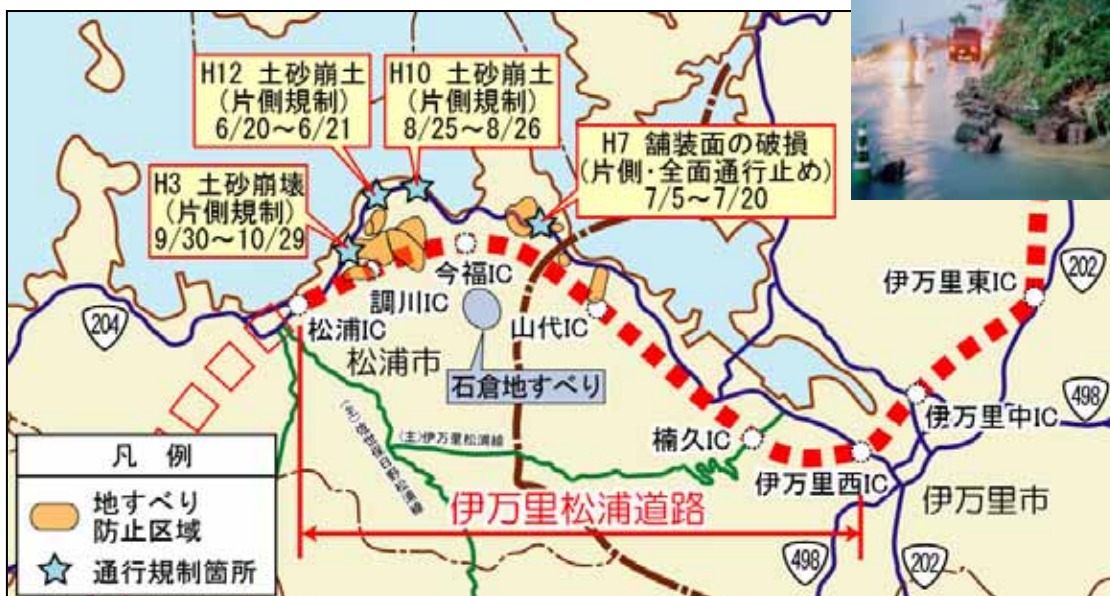 H12 土砂崩土
(片側規制)
6/20～6/21
H10 土砂崩土
(片側規制)
8/25～8/26
H7 舗装面の破損
(片側・全面通行止め)
7/5～7/20
H3 土砂崩壊
(片側規制)
9/30～10/29
202
伊万里東IC
今福IC
調川IC
山代IC
204
松浦IC
松浦市
石倉地すべり
498
伊万里中IC
(主)伊万里松浦線
楠久IC
伊万里西IC
伊万里市
伊万里松浦道路
498
202
凡 例
地すべり
防止区域
通行規制箇所